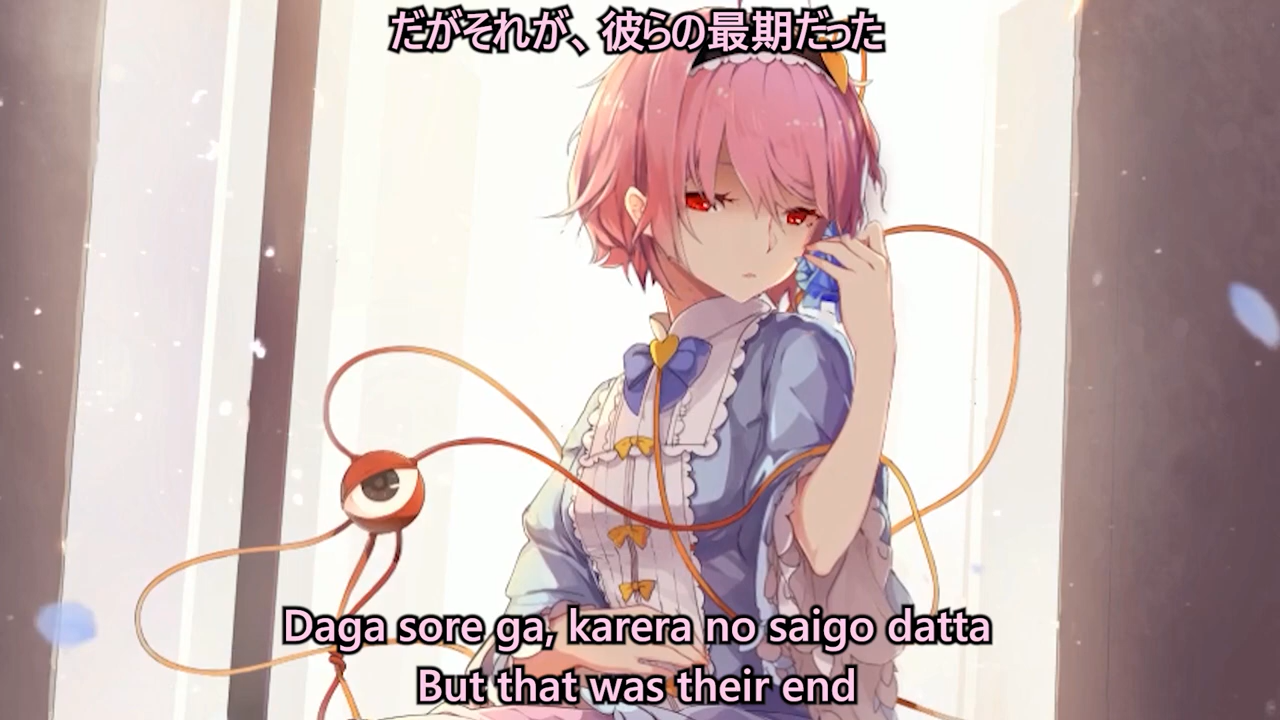 だがそれが、彼らの最期だった
Daga sore ga, karera no saigo datta
But that was their end